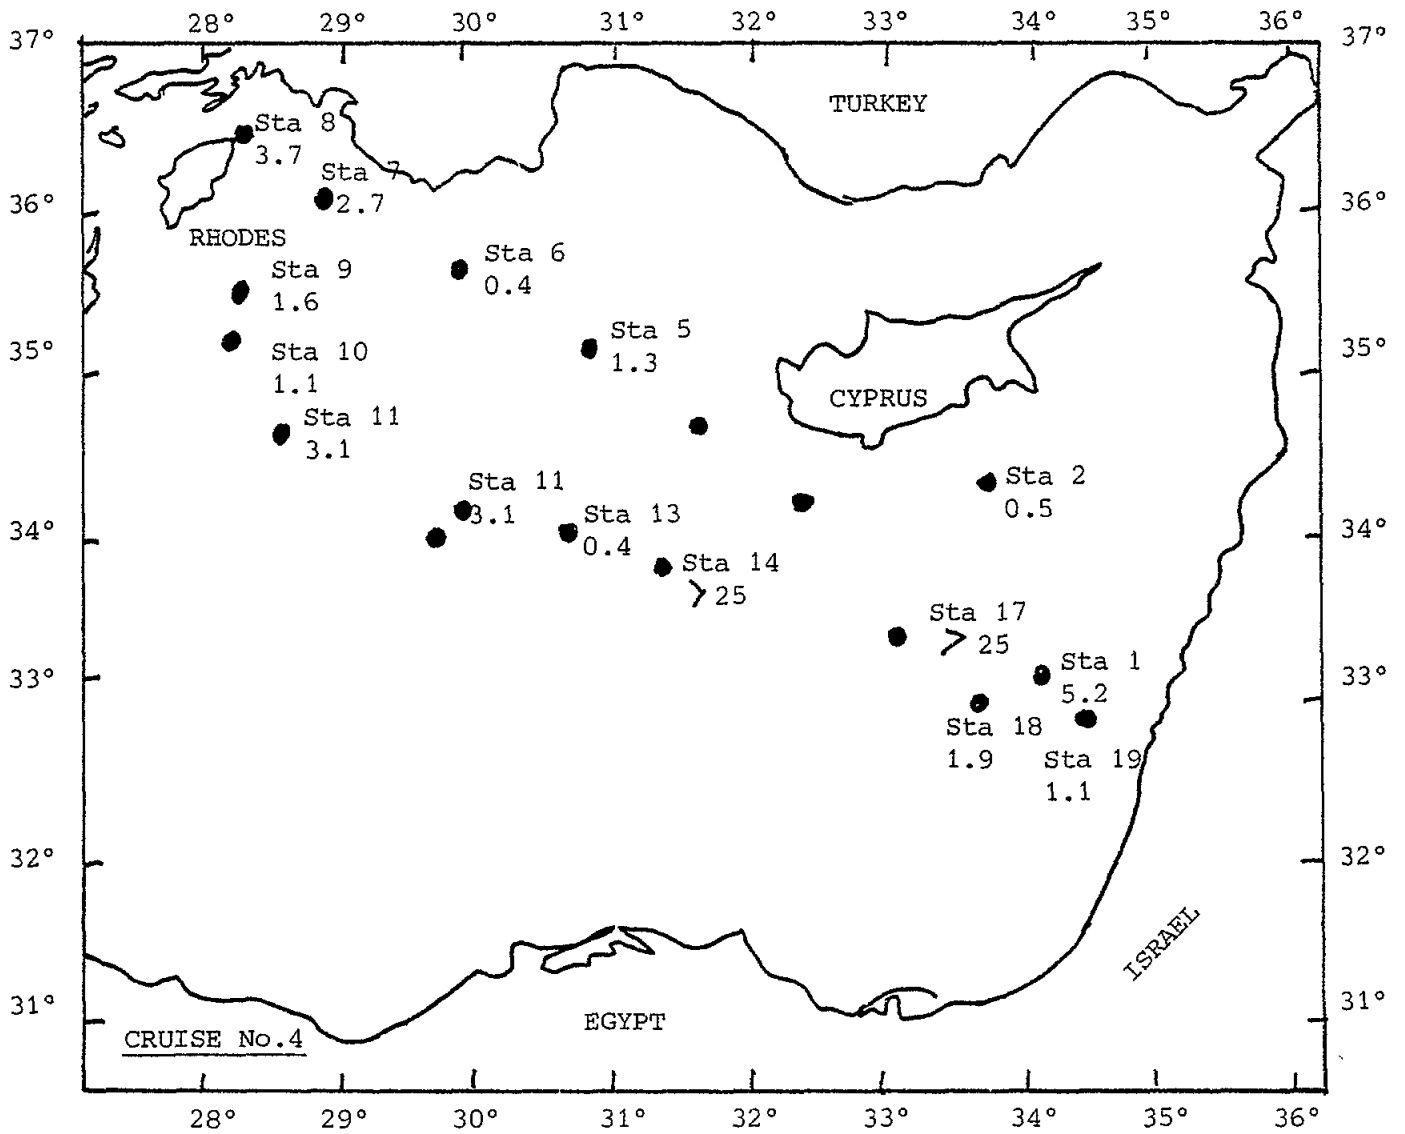 28° 29° 30° 31° 32° 33° 34° 35° 36°
37° 37°
TURKEY
Sta 8
3.7
Sta 7
2.7
36° 36°
RHODES
Sta 6
0.4
Sta 9
1.6
Sta 5
1.3
35° 35°
Sta 10
1.1
CYPRUS
Sta 11
3.1
Sta 2
0.5
Sta 11
3.1
Sta 13
0.4
34° 34°
Sta 14
>25
Sta 17
>25
Sta 1
5.2
33° 33°
Sta 18
1.9
Sta 19
1.1
32° 32°
ISRAEL
31° 31°
EGYPT
CRUISE No.4
28° 29° 30° 31° 32° 33° 34° 35° 36°